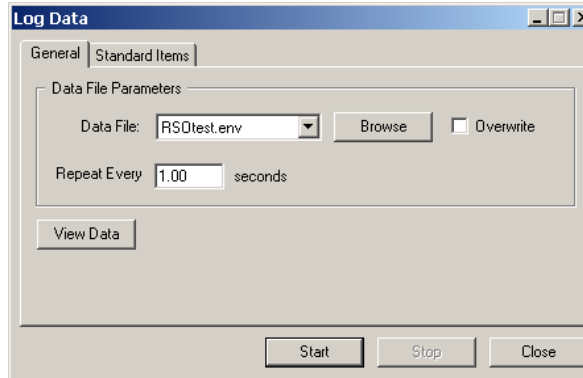 Log Data
General Standard Items
Data File Parameters
Data File: RSOtest.env Browse Overwrite
Repeat Every 1.00 seconds
View Data
Start Stop Close